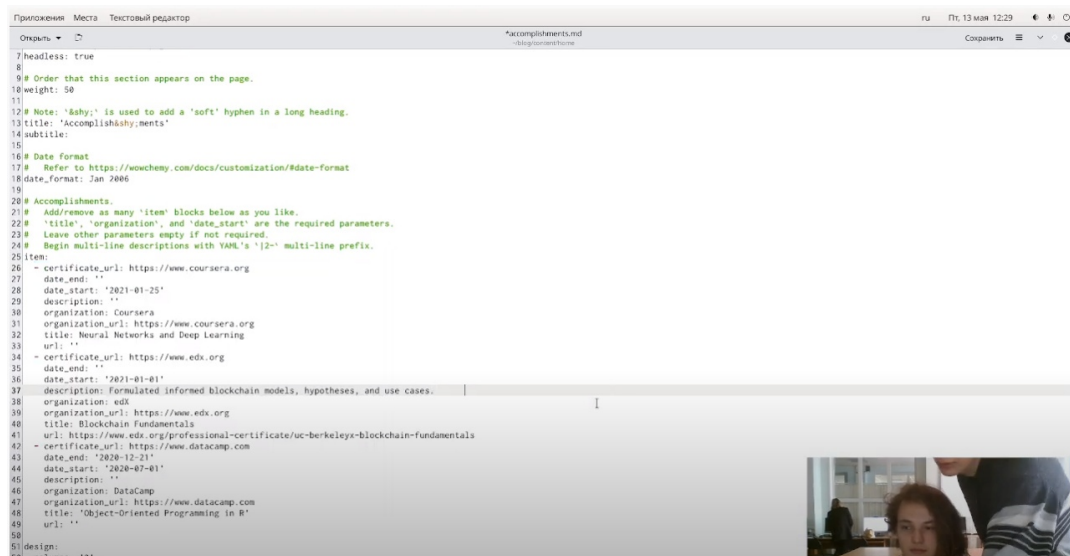 Приложения Места Текстовый редактор ru Пт, 13 мая 12:29
Открыть *accomplishments.md Сохранить
~/blog/content/home
7 headless: true
8
9 # Order that this section appears on the page.
10 weight: 50
11
12 # Note: `&shy;` is used to add a 'soft' hyphen in a long heading.
13 title: 'Accomplish&shy;ments'
14 subtitle:
15
16 # Date format
17 #   Refer to https://wowchemy.com/docs/customization/#date-format
18 date_format: Jan 2006
19
20 # Accomplishments.
21 #   Add/remove as many `item` blocks below as you like.
22 #   `title`, `organization`, and `date_start` are the required parameters.
23 #   Leave other parameters empty if not required.
24 #   Begin multi-line descriptions with YAML's `|2-` multi-line prefix.
25 item:
26   - certificate_url: https://www.coursera.org
27     date_end: ''
28     date_start: '2021-01-25'
29     description: ''
30     organization: Coursera
31     organization_url: https://www.coursera.org
32     title: Neural Networks and Deep Learning
33     url: ''
34   - certificate_url: https://www.edx.org
35     date_end: ''
36     date_start: '2021-01-01'
37     description: Formulated informed blockchain models, hypotheses, and use cases.
38     organization: edX
39     organization_url: https://www.edx.org
40     title: Blockchain Fundamentals
41     url: https://www.edx.org/professional-certificate/uc-berkeleyx-blockchain-fundamentals
42   - certificate_url: https://www.datacamp.com
43     date_end: '2020-12-21'
44     date_start: '2020-07-01'
45     description: ''
46     organization: DataCamp
47     organization_url: https://www.datacamp.com
48     title: 'Object-Oriented Programming in R'
49     url: ''
50
51 design: